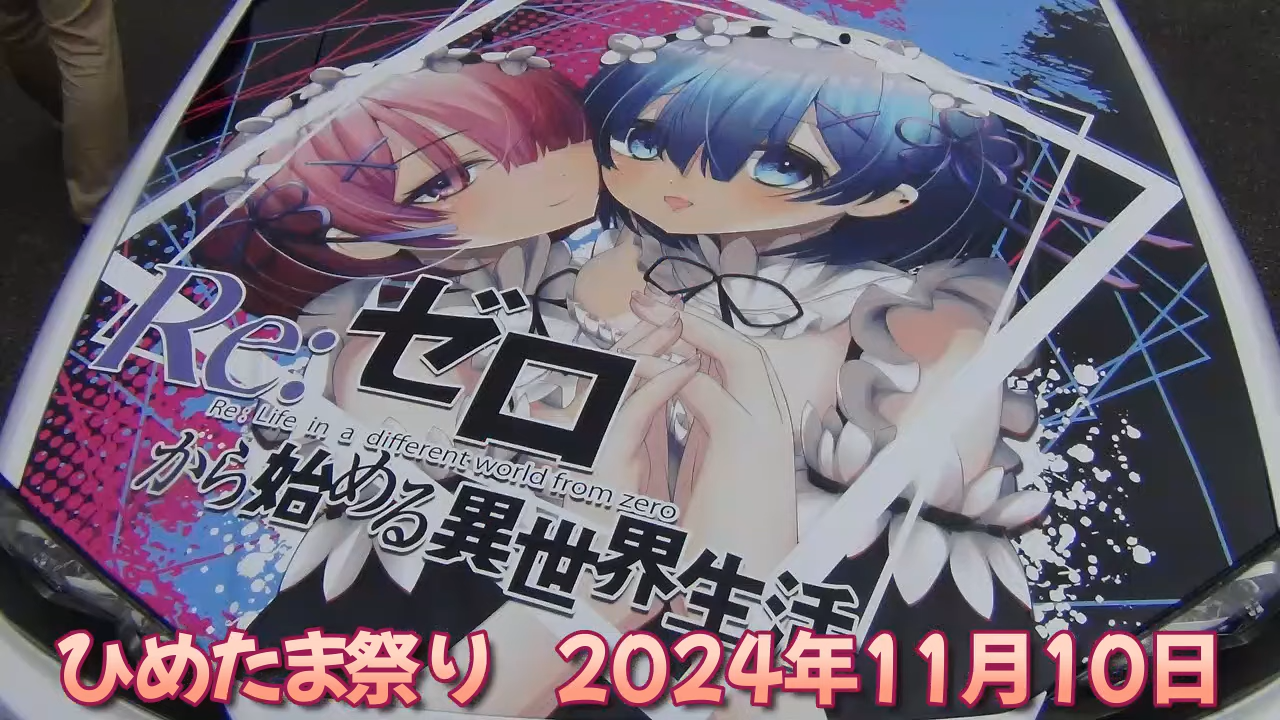 Re:ゼロ
Re: Life in a different world from zero
から始める異世界生活
ひめたま祭り 2024年11月10日